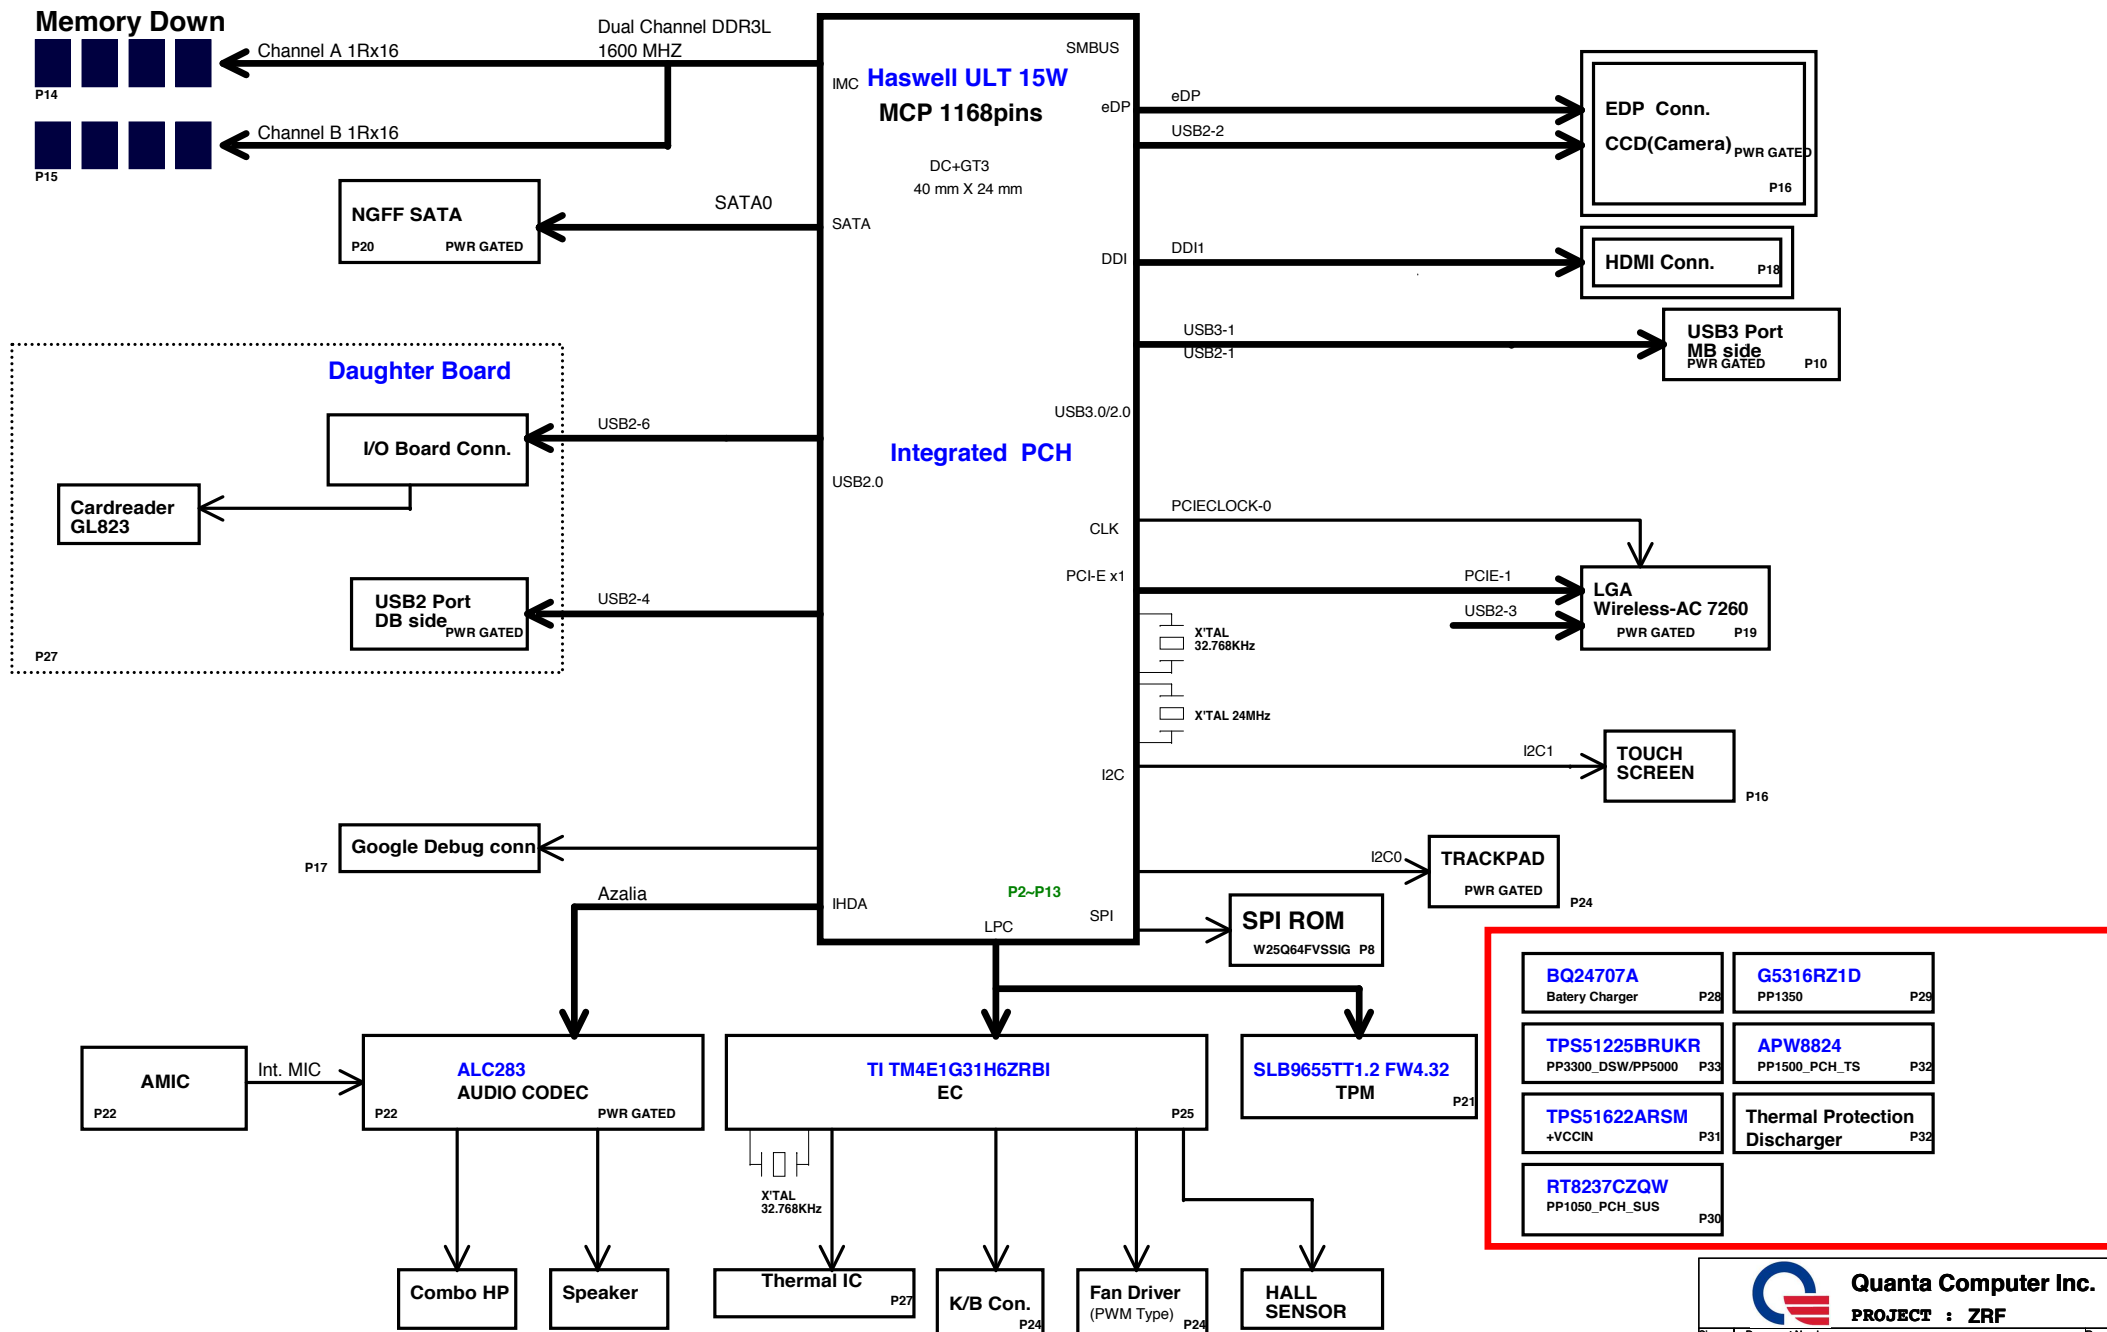 Memory Down
P14
Channel A 1Rx16
Dual Channel DDR3L
1600 MHZ
Channel B 1Rx16
P15
IMC
SMBUS
Haswell ULT 15W
MCP 1168pins
DC+GT3
40 mm X 24 mm
eDP
eDP
USB2-2
EDP Conn.
CCD(Camera)
PWR GATED
P16
NGFF SATA
P20
PWR GATED
SATA0
SATA
DDI
DDI1
HDMI Conn.
P18
USB3-1
USB2-1
USB3 Port
MB side
PWR GATED
P10
Daughter Board
I/O Board Conn.
USB2-6
Cardreader
GL823
USB2.0
USB3.0/2.0
Integrated PCH
USB2 Port
DB side
PWR GATED
USB2-4
P27
PCIECLOCK-0
CLK
PCI-E x1
PCIE-1
USB2-3
LGA
Wireless-AC 7260
PWR GATED
P19
X'TAL
32.768KHz
X'TAL 24MHz
I2C
I2C1
TOUCH
SCREEN
P16
Google Debug conn
P17
I2C0
TRACKPAD
PWR GATED
P24
Azalia
IHDA
P2~P13
LPC
SPI
SPI ROM
W25Q64FVSSIG
P8
AMIC
P22
Int. MIC
ALC283
AUDIO CODEC
P22
PWR GATED
TI TM4E1G31H6ZRBI
EC
P25
SLB9655TT1.2 FW4.32
TPM
P21
X'TAL
32.768KHz
Combo HP
Speaker
Thermal IC
P27
K/B Con.
P24
Fan Driver
(PWM Type)
P24
HALL
SENSOR
BQ24707A
Batery Charger
P28
G5316RZ1D
PP1350
P29
TPS51225BRUKR
PP3300_DSW/PP5000
P33
APW8824
PP1500_PCH_TS
P32
TPS51622ARSM
+VCCIN
P31
Thermal Protection
Discharger
P32
RT8237CZQW
PP1050_PCH_SUS
P30
Quanta Computer Inc.
PROJECT : ZRF